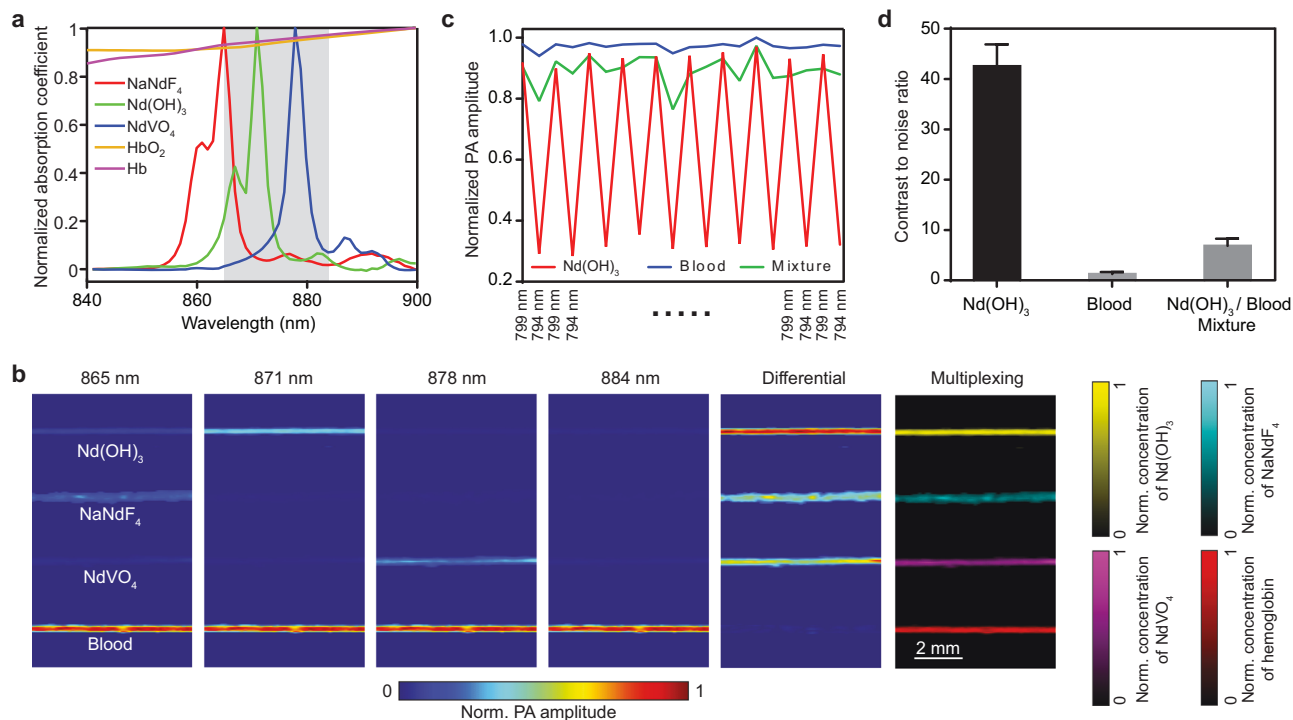 a
Normalized absorption coefficient
1
0.8
0.6
0.4
0.2
0
NaNdF₄
Nd(OH)₃
NdVO₄
HbO₂
Hb
840
860
880
900
Wavelength (nm)
c
Normalized PA amplitude
1.0
0.8
0.6
0.4
0.2
Nd(OH)₃
Blood
Mixture
799 nm
794 nm
799 nm
794 nm
.....
799 nm
794 nm
799 nm
794 nm
d
Contrast to noise ratio
50
40
30
20
10
0
Nd(OH)₃
Blood
Nd(OH)₃ / Blood
Mixture
b
865 nm
871 nm
878 nm
884 nm
Differential
Multiplexing
Nd(OH)₃
NaNdF₄
NdVO₄
Blood
2 mm
0
1
Norm. PA amplitude
0
1
Norm. concentration
of Nd(OH)₃
0
1
Norm. concentration
of NaNdF₄
0
1
Norm. concentration
of NdVO₄
0
1
Norm. concentration
of hemoglobin